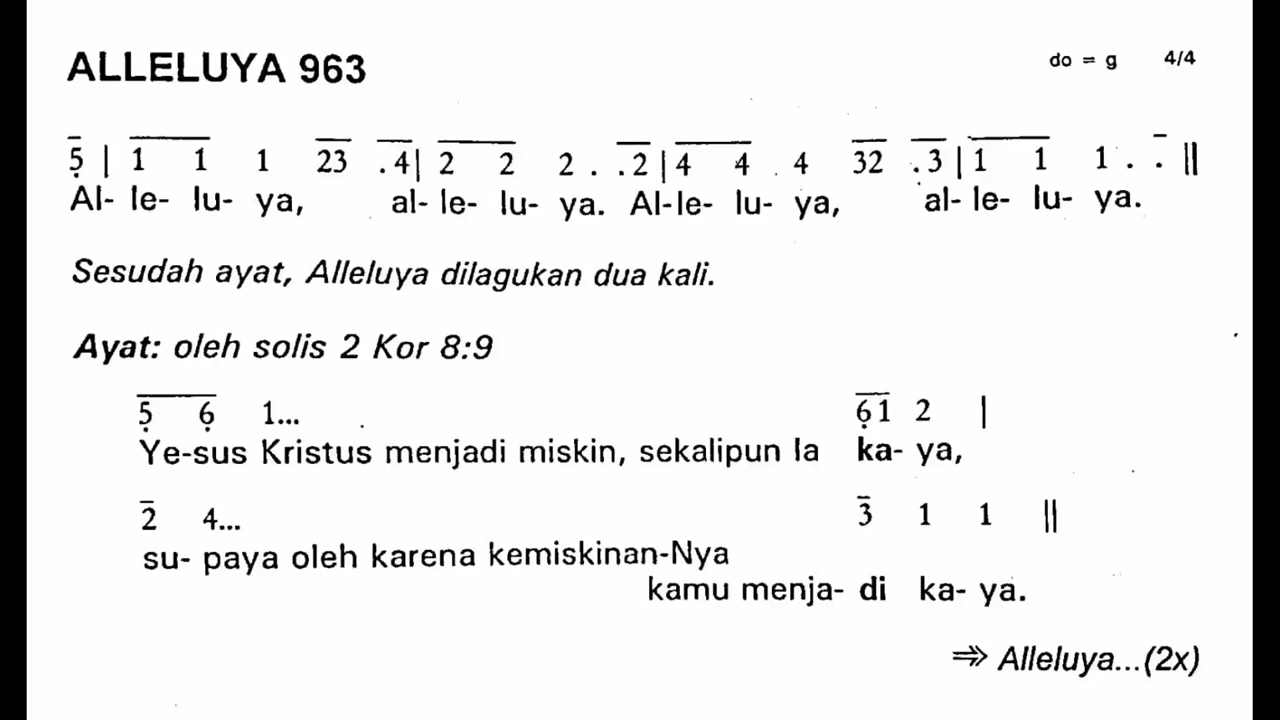 ALLELUYA 963 do = g 4/4
5̣ | 1 1 1 23 .4 | 2 2 2 . .2 | 4 4 4 32 .3 | 1 1 1 . . ||
Al- le- lu- ya, al- le- lu- ya. Al-le- lu- ya, al- le- lu- ya.
Sesudah ayat, Alleluya dilagukan dua kali.
Ayat: oleh solis 2 Kor 8:9
5̣ 6̣ 1... 6̣1 2 |
Ye-sus Kristus menjadi miskin, sekalipun Ia ka- ya,
2 4... 3 1 1 ||
su- paya oleh karena kemiskinan-Nya
kamu menja- di ka- ya.
⇒ Alleluya...(2x)